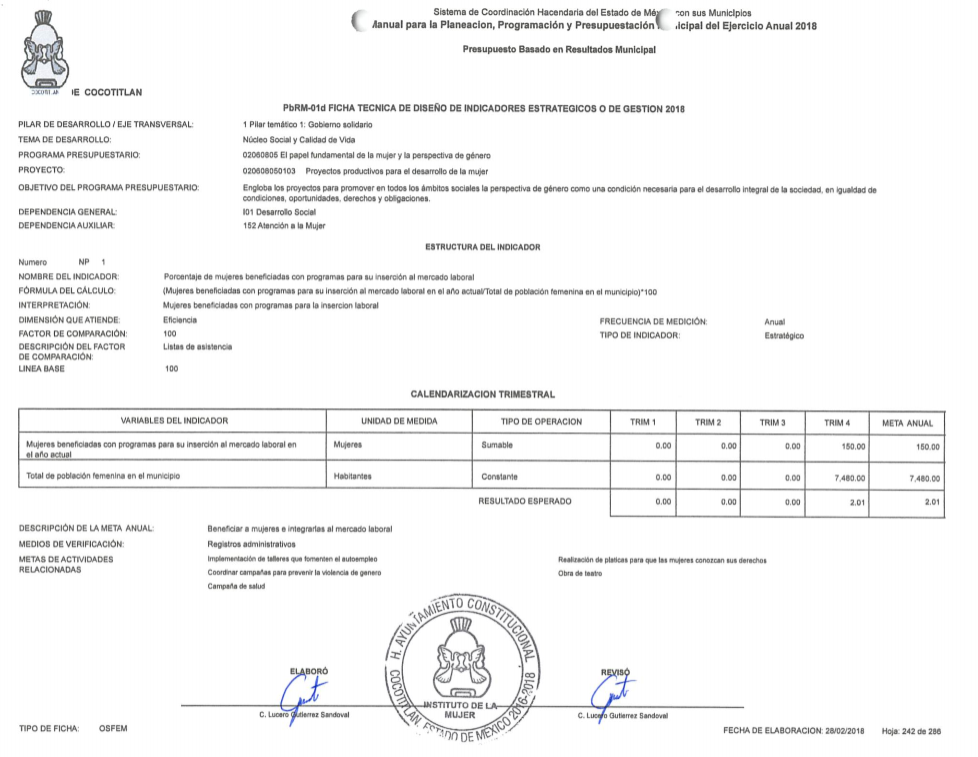 Sistema de Coordinación Hacendaria del Estado de Méx con sus Municipios
Manual para la Planeacion, Programación y Presupuestación icipal del Ejercicio Anual 2018
Presupuesto Basado en Resultados Municipal
DE COCOTITLAN
PbRM-01d FICHA TECNICA DE DISEÑO DE INDICADORES ESTRATEGICOS O DE GESTION 2018
PILAR DE DESARROLLO / EJE TRANSVERSAL: 1 Pilar temático 1: Gobierno solidario
TEMA DE DESARROLLO: Núcleo Social y Calidad de Vida
PROGRAMA PRESUPUESTARIO: 02060805 El papel fundamental de la mujer y la perspectiva de género
PROYECTO: 020608050103 Proyectos productivos para el desarrollo de la mujer
OBJETIVO DEL PROGRAMA PRESUPUESTARIO: Engloba los proyectos para promover en todos los ámbitos sociales la perspectiva de género como una condición necesaria para el desarrollo integral de la sociedad, en igualdad de
condiciones, oportunidades, derechos y obligaciones.
DEPENDENCIA GENERAL: I01 Desarrollo Social
DEPENDENCIA AUXILIAR: 152 Atención a la Mujer
ESTRUCTURA DEL INDICADOR
Numero NP 1
NOMBRE DEL INDICADOR: Porcentaje de mujeres beneficiadas con programas para su inserción al mercado laboral
FÓRMULA DEL CÁLCULO: (Mujeres beneficiadas con programas para su inserción al mercado laboral en el año actual/Total de población femenina en el municipio)*100
INTERPRETACIÓN: Mujeres beneficiadas con programas para la insercion laboral
DIMENSIÓN QUE ATIENDE: Eficiencia FRECUENCIA DE MEDICIÓN: Anual
FACTOR DE COMPARACIÓN: 100 TIPO DE INDICADOR: Estratégico
DESCRIPCIÓN DEL FACTOR Listas de asistencia
DE COMPARACIÓN:
LINEA BASE 100
CALENDARIZACION TRIMESTRAL
VARIABLES DEL INDICADOR UNIDAD DE MEDIDA TIPO DE OPERACION TRIM 1 TRIM 2 TRIM 3 TRIM 4 META ANUAL
Mujeres beneficiadas con programas para su inserción al mercado laboral en Mujeres Sumable 0.00 0.00 0.00 150.00 150.00
el año actual
Total de población femenina en el municipio Habitantes Constante 0.00 0.00 0.00 7,480.00 7,480.00
RESULTADO ESPERADO 0.00 0.00 0.00 2.01 2.01
DESCRIPCIÓN DE LA META ANUAL: Beneficiar a mujeres e integrarlas al mercado laboral
MEDIOS DE VERIFICACIÓN: Registros administrativos
METAS DE ACTIVIDADES Implementación de talleres que fomenten el autoempleo Realización de platicas para que las mujeres conozcan sus derechos
RELACIONADAS Coordinar campañas para prevenir la violencia de genero Obra de teatro
Campaña de salud
H. AYUNTAMIENTO CONSTITUCIONAL
COCOTITLAN, ESTADO DE MEXICO 2016-2018
INSTITUTO DE LA
MUJER
ELABORÓ REVISÓ
C. Lucero Gutierrez Sandoval C. Lucero Gutierrez Sandoval
TIPO DE FICHA: OSFEM FECHA DE ELABORACION: 28/02/2018 Hoja: 242 de 286